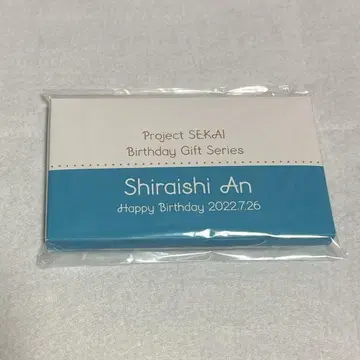 Project SEKAI
Birthday Gift Series
Shiraishi An
Happy Birthday 2022.7.26